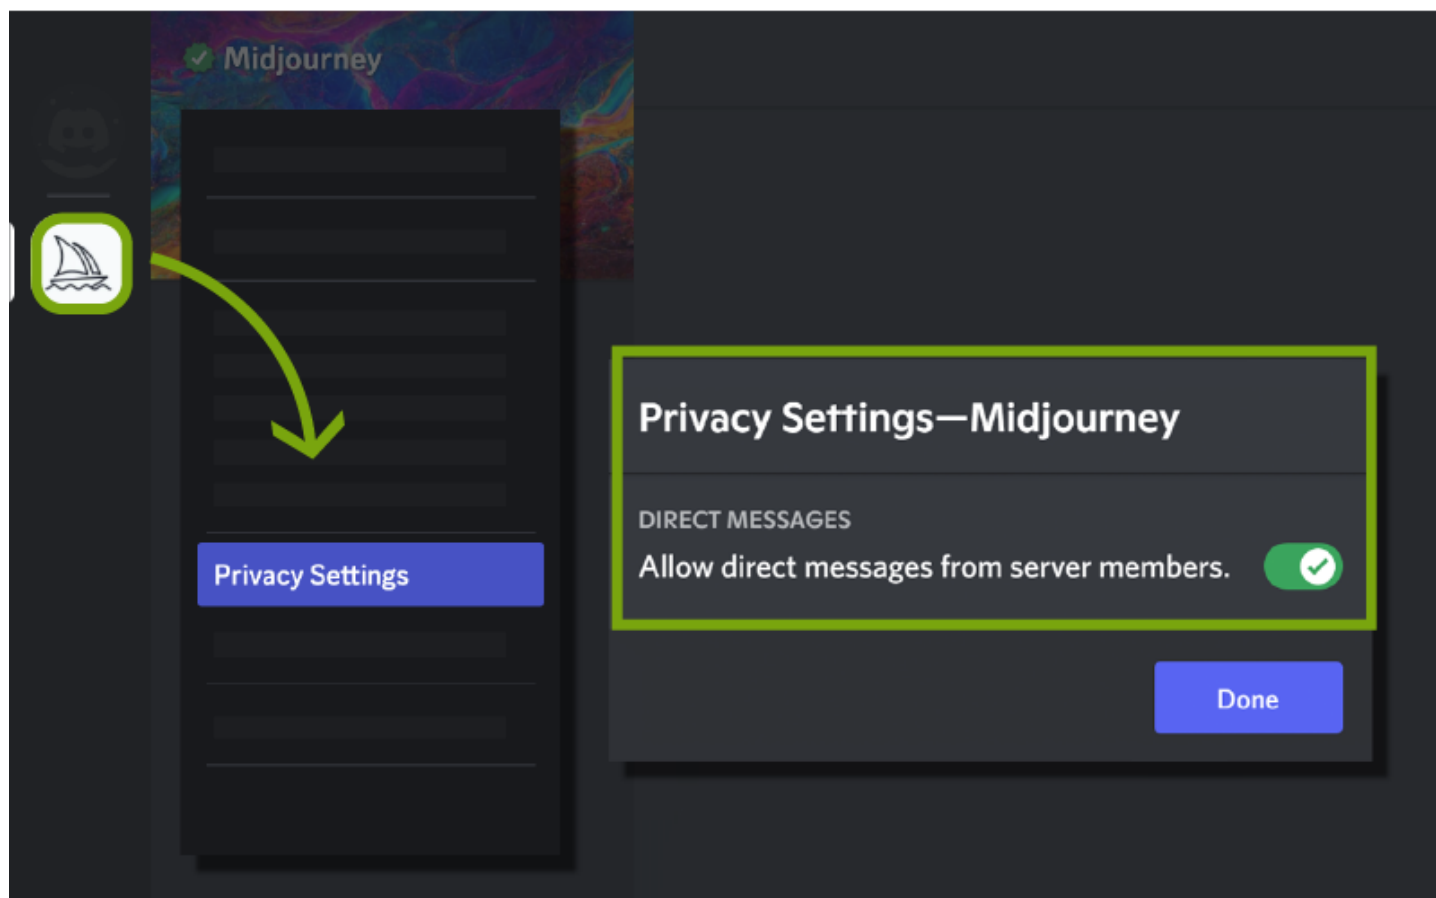 Midjourney
Privacy Settings
Privacy Settings—Midjourney
DIRECT MESSAGES
Allow direct messages from server members.
Done